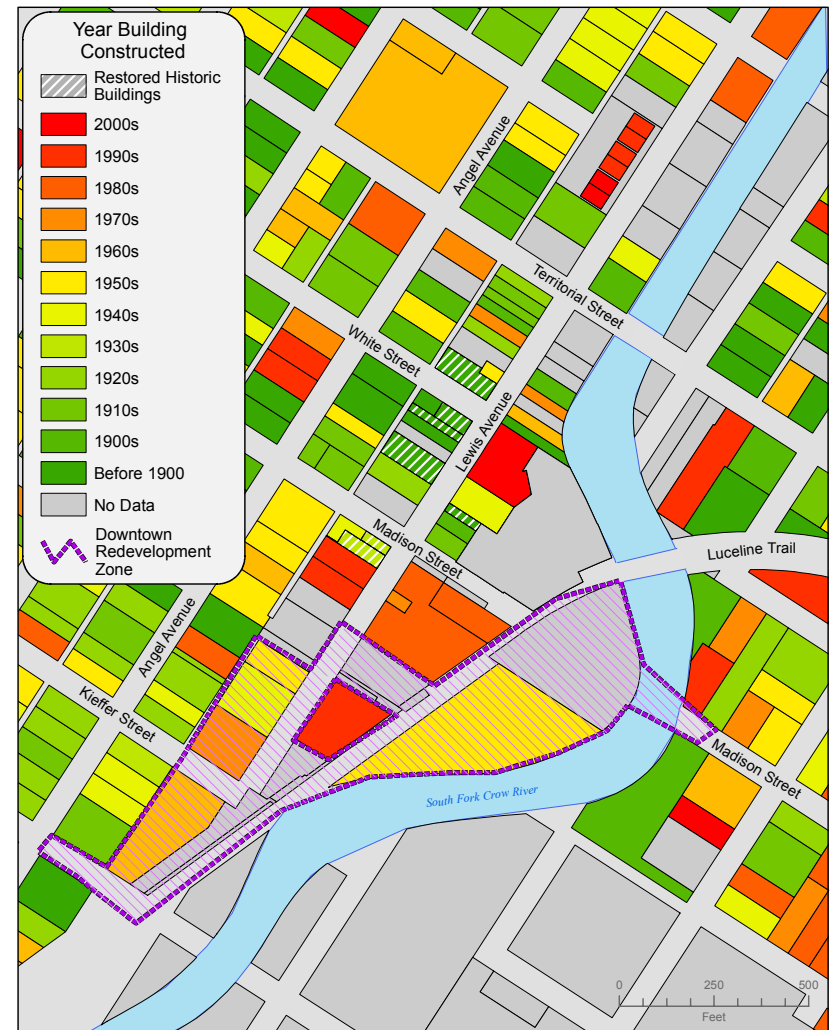 Year Building
Constructed
Restored Historic
Buildings
2000s
1990s
1980s
1970s
1960s
1950s
1940s
1930s
1920s
1910s
1900s
Before 1900
No Data
Downtown
Redevelopment
Zone
Angel Avenue
Territorial Street
White Street
Lewis Avenue
Madison Street
Luceline Trail
Angel Avenue
Kieffer Street
Madison Street
South Fork Crow River
0 250 500
Feet